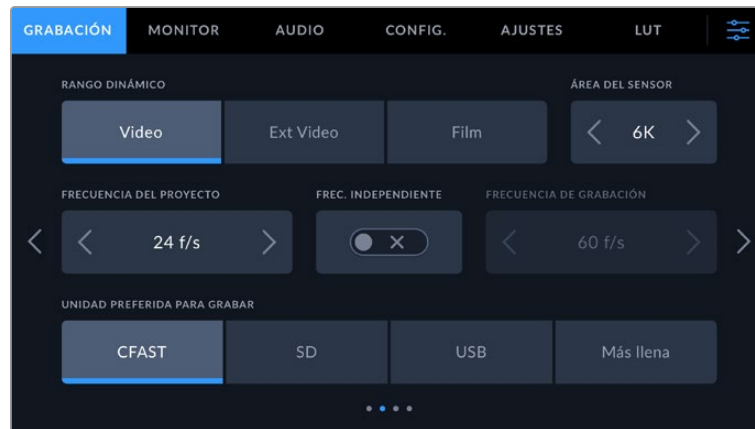 GRABACIÓN MONITOR AUDIO CONFIG. AJUSTES LUT
RANGO DINÁMICO ÁREA DEL SENSOR
Video Ext Video Film 6K
FRECUENCIA DEL PROYECTO FREC. INDEPENDIENTE FRECUENCIA DE GRABACIÓN
24 f/s 60 f/s
UNIDAD PREFERIDA PARA GRABAR
CFAST SD USB Más llena